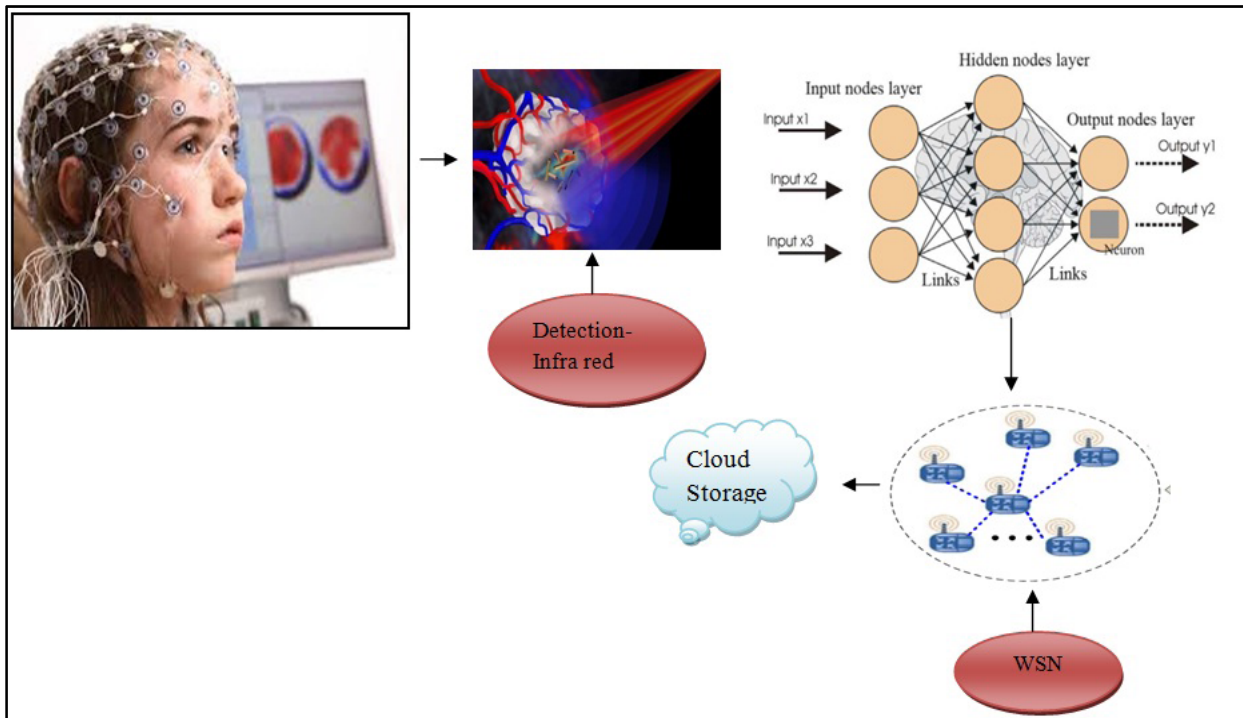 Hidden nodes layer
Input nodes layer
Output nodes layer
Input x1
Input x2
Input x3
Output y1
Output y2
Neuron
Links
Links
Detection-
Infra red
Cloud
Storage
WSN